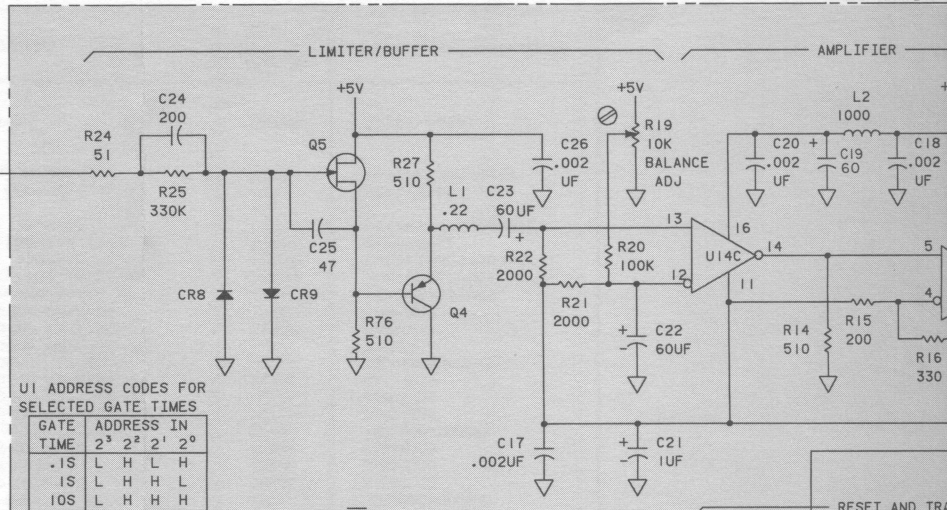 LIMITER/BUFFER
AMPLIFIER
+5V
+5V
L2
1000
C24
200
R24
51
Q5
R27
510
C26
.002
UF
R19
10K
BALANCE
ADJ
C20
.002
UF
+
C19
60
C18
.002
UF
R25
330K
L1
.22
C23
60UF
+
13
16
5
C25
47
R22
2000
R20
100K
U14C
14
12
11
4
CR8
CR9
Q4
R21
2000
R76
510
+
-
C22
60UF
R14
510
R15
200
R16
330
U1 ADDRESS CODES FOR
SELECTED GATE TIMES
GATE TIME ADDRESS IN
2³ 2² 2¹ 2⁰
.1S L H L H
1S L H H L
10S L H H H
C17
.002UF
+
-
C21
1UF
RESET AND TRA